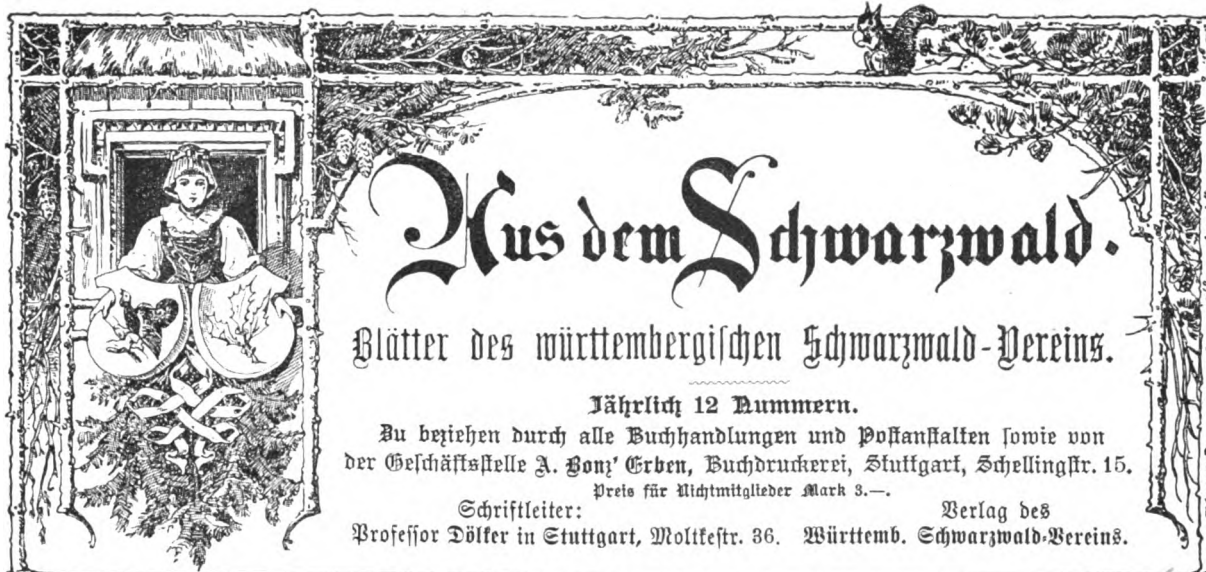 Aus dem Schwarzwald.
Blätter des württembergischen Schwarzwald-Vereins.
Jährlich 12 Nummern.
Zu beziehen durch alle Buchhandlungen und Postanstalten sowie von
der Geschäftsstelle A. Bonz' Erben, Buchdruckerei, Stuttgart, Schellingstr. 15.
Preis für Nichtmitglieder Mark 3.—.
Schriftleiter:
Professor Dölker in Stuttgart, Moltkestr. 36.
Verlag des
Württemb. Schwarzwald-Vereins.